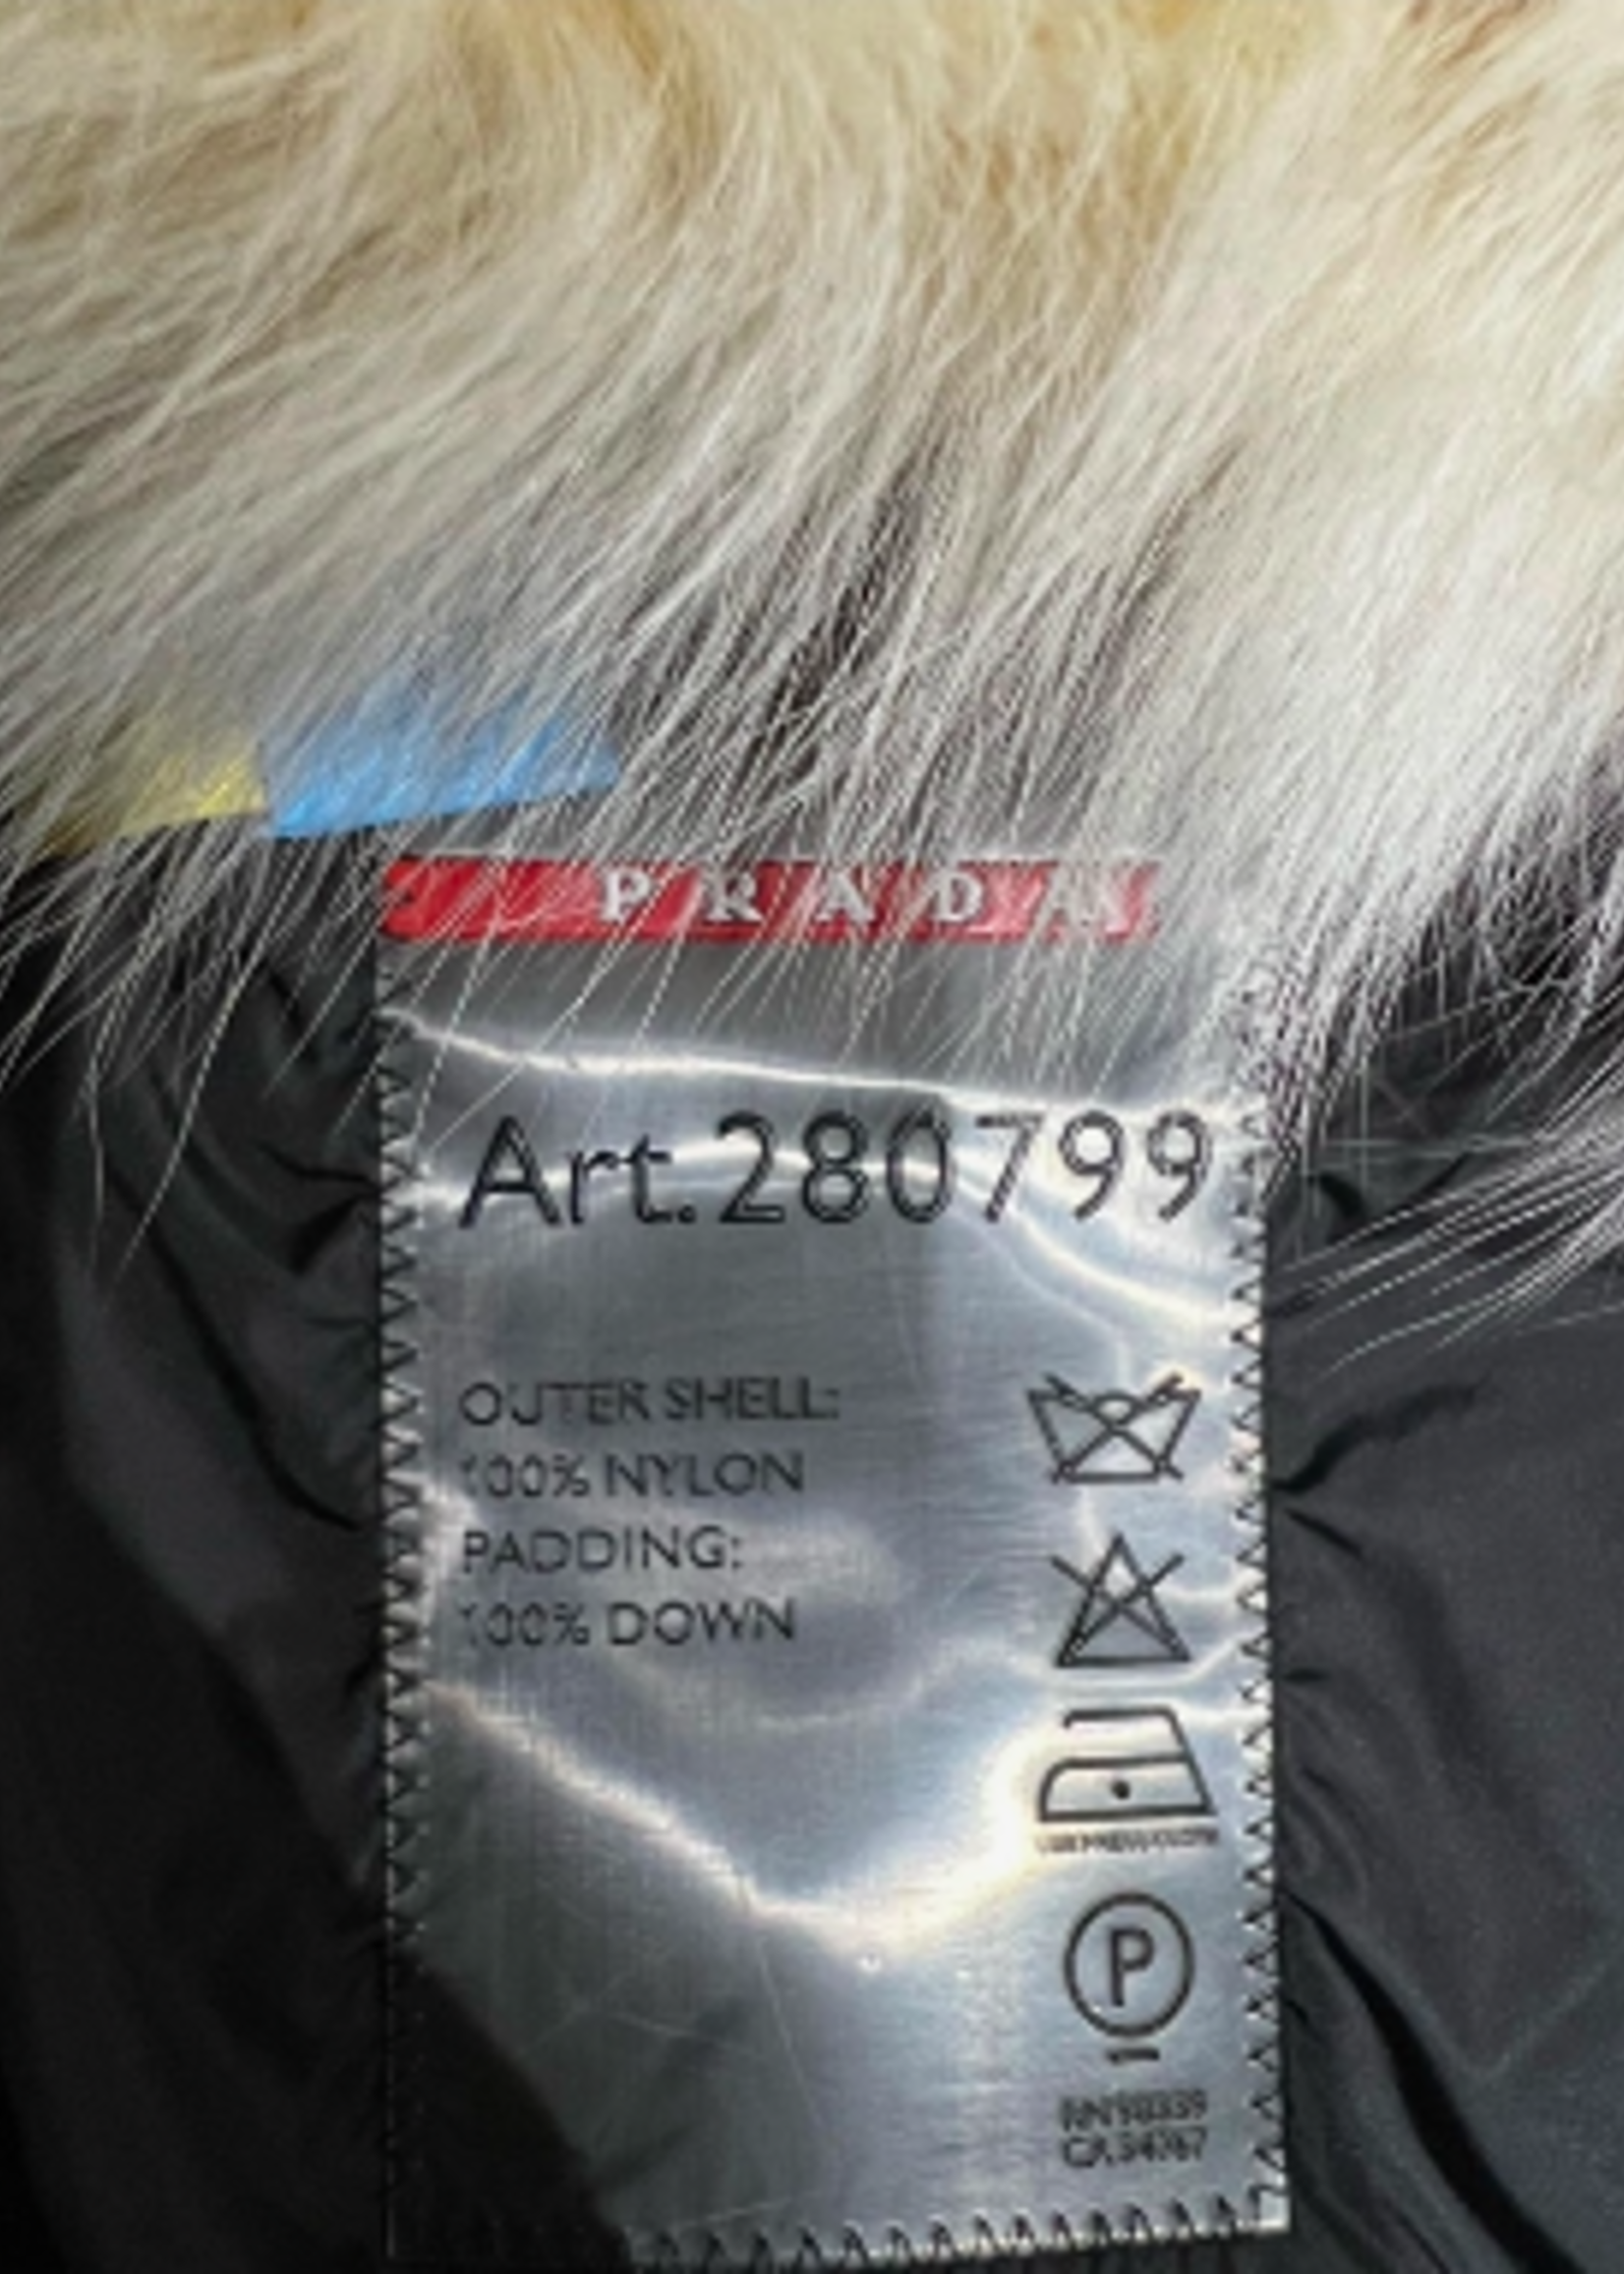 PRADA
Art.280799
OUTER SHELL:
100% NYLON
PADDING:
100% DOWN
P